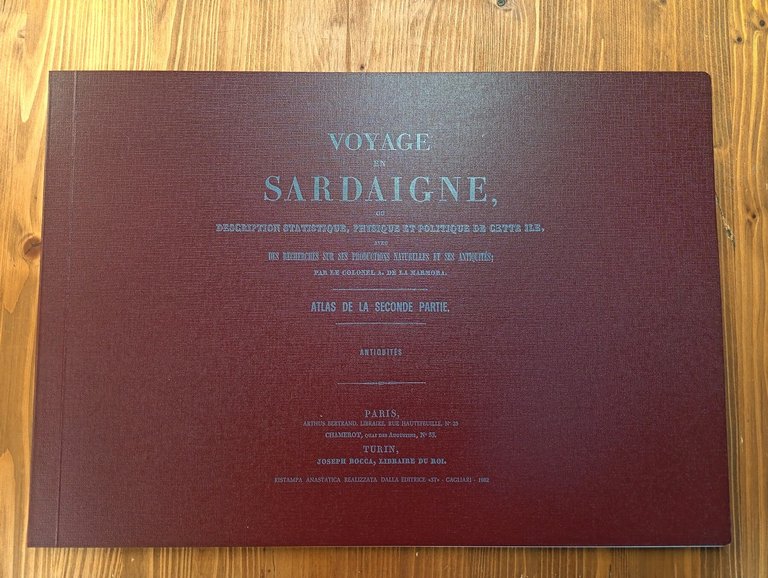 VOYAGE
EN
SARDAIGNE,
OU
DESCRIPTION STATISTIQUE, PHYSIQUE ET POLITIQUE DE CETTE ILE,
AVEC
DES RECHERCHES SUR SES PRODUCTIONS NATURELLES ET SES ANTIQUITÉS;
PAR LE COLONEL A. DE LA MARMORA.
ATLAS DE LA SECONDE PARTIE.
ANTIQUITÉS
PARIS,
ARTHUS BERTRAND, LIBRAIRE, RUE HAUTEFEUILLE, Nº 23
CHAMEROT, QUAI DES AUGUSTINS, Nº 33.
TURIN,
JOSEPH BOCCA, LIBRAIRE DU ROI.
RISTAMPA ANASTATICA REALIZZATA DALLA EDITRICE «3T» - CAGLIARI -